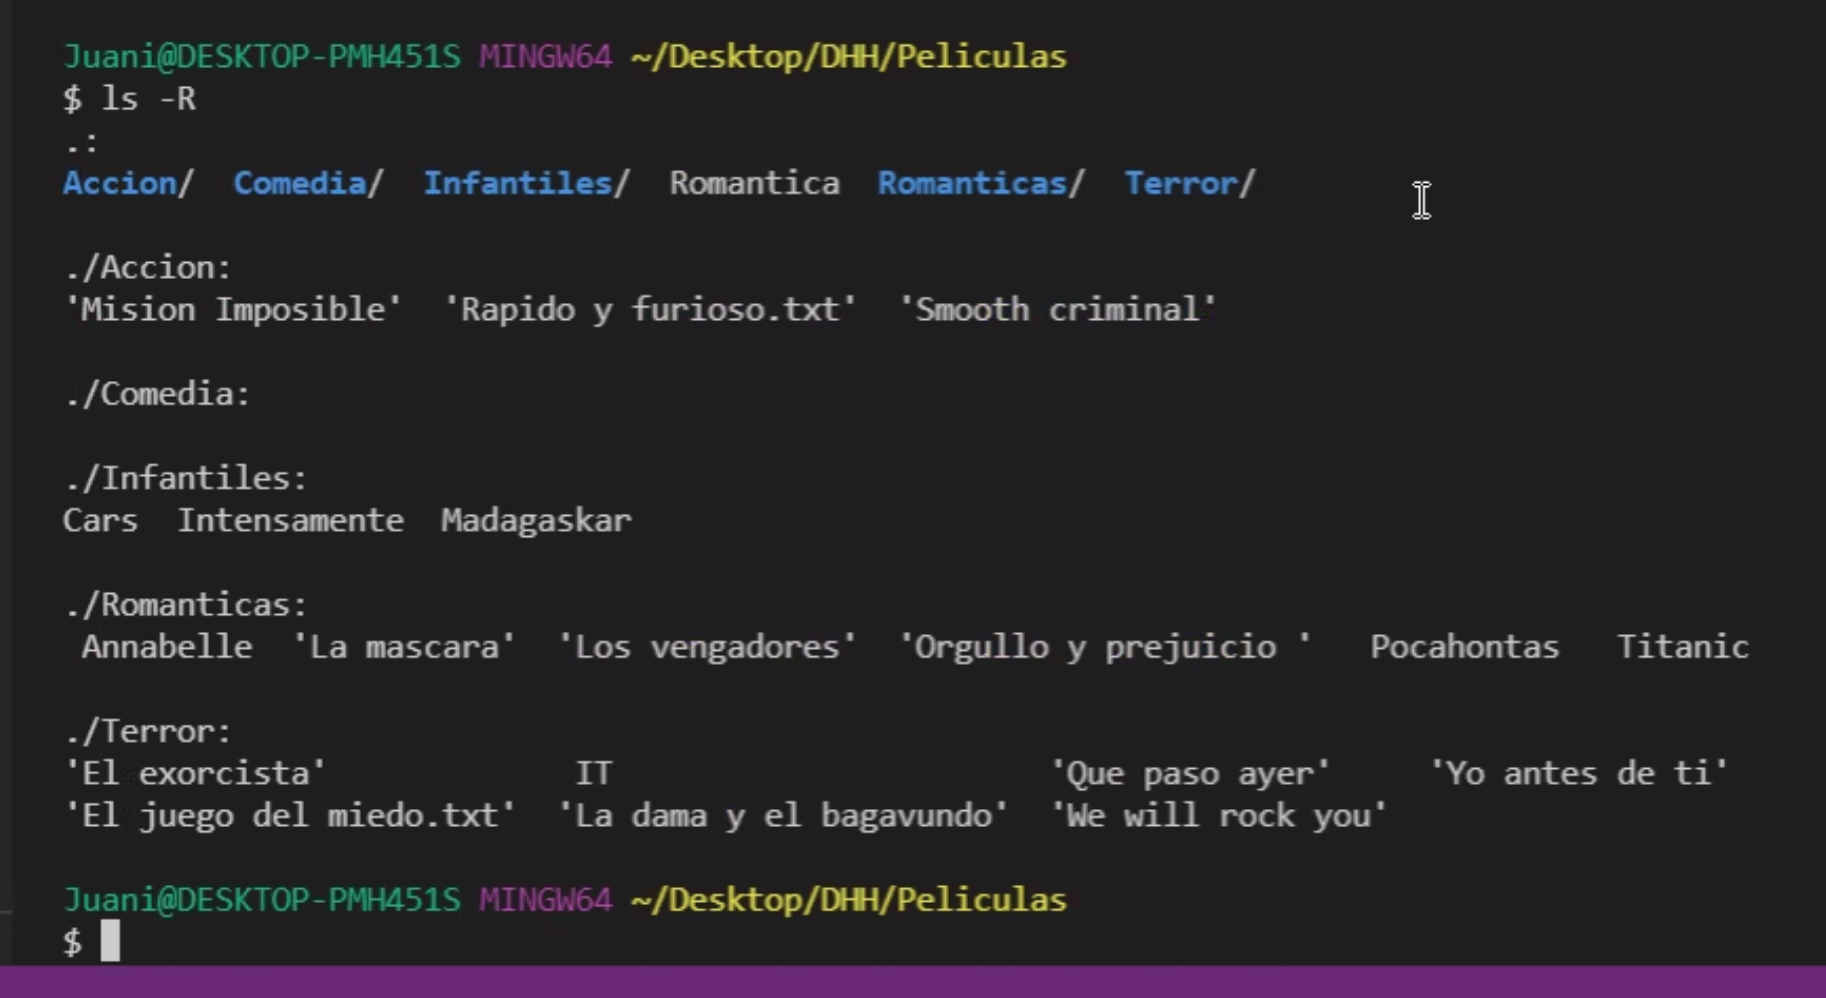 Juani@DESKTOP-PMH451S MINGW64 ~/Desktop/DHH/Peliculas
$ ls -R
.:
Accion/  Comedia/  Infantiles/  Romantica  Romanticas/  Terror/
./Accion:
'Mision Imposible'  'Rapido y furioso.txt'  'Smooth criminal'
./Comedia:
./Infantiles:
Cars  Intensamente  Madagaskar
./Romanticas:
Annabelle  'La mascara'  'Los vengadores'  'Orgullo y prejuicio '  Pocahontas  Titanic
./Terror:
'El exorcista'  IT  'Que paso ayer'  'Yo antes de ti'
'El juego del miedo.txt'  'La dama y el bagavundo'  'We will rock you'
Juani@DESKTOP-PMH451S MINGW64 ~/Desktop/DHH/Peliculas
$